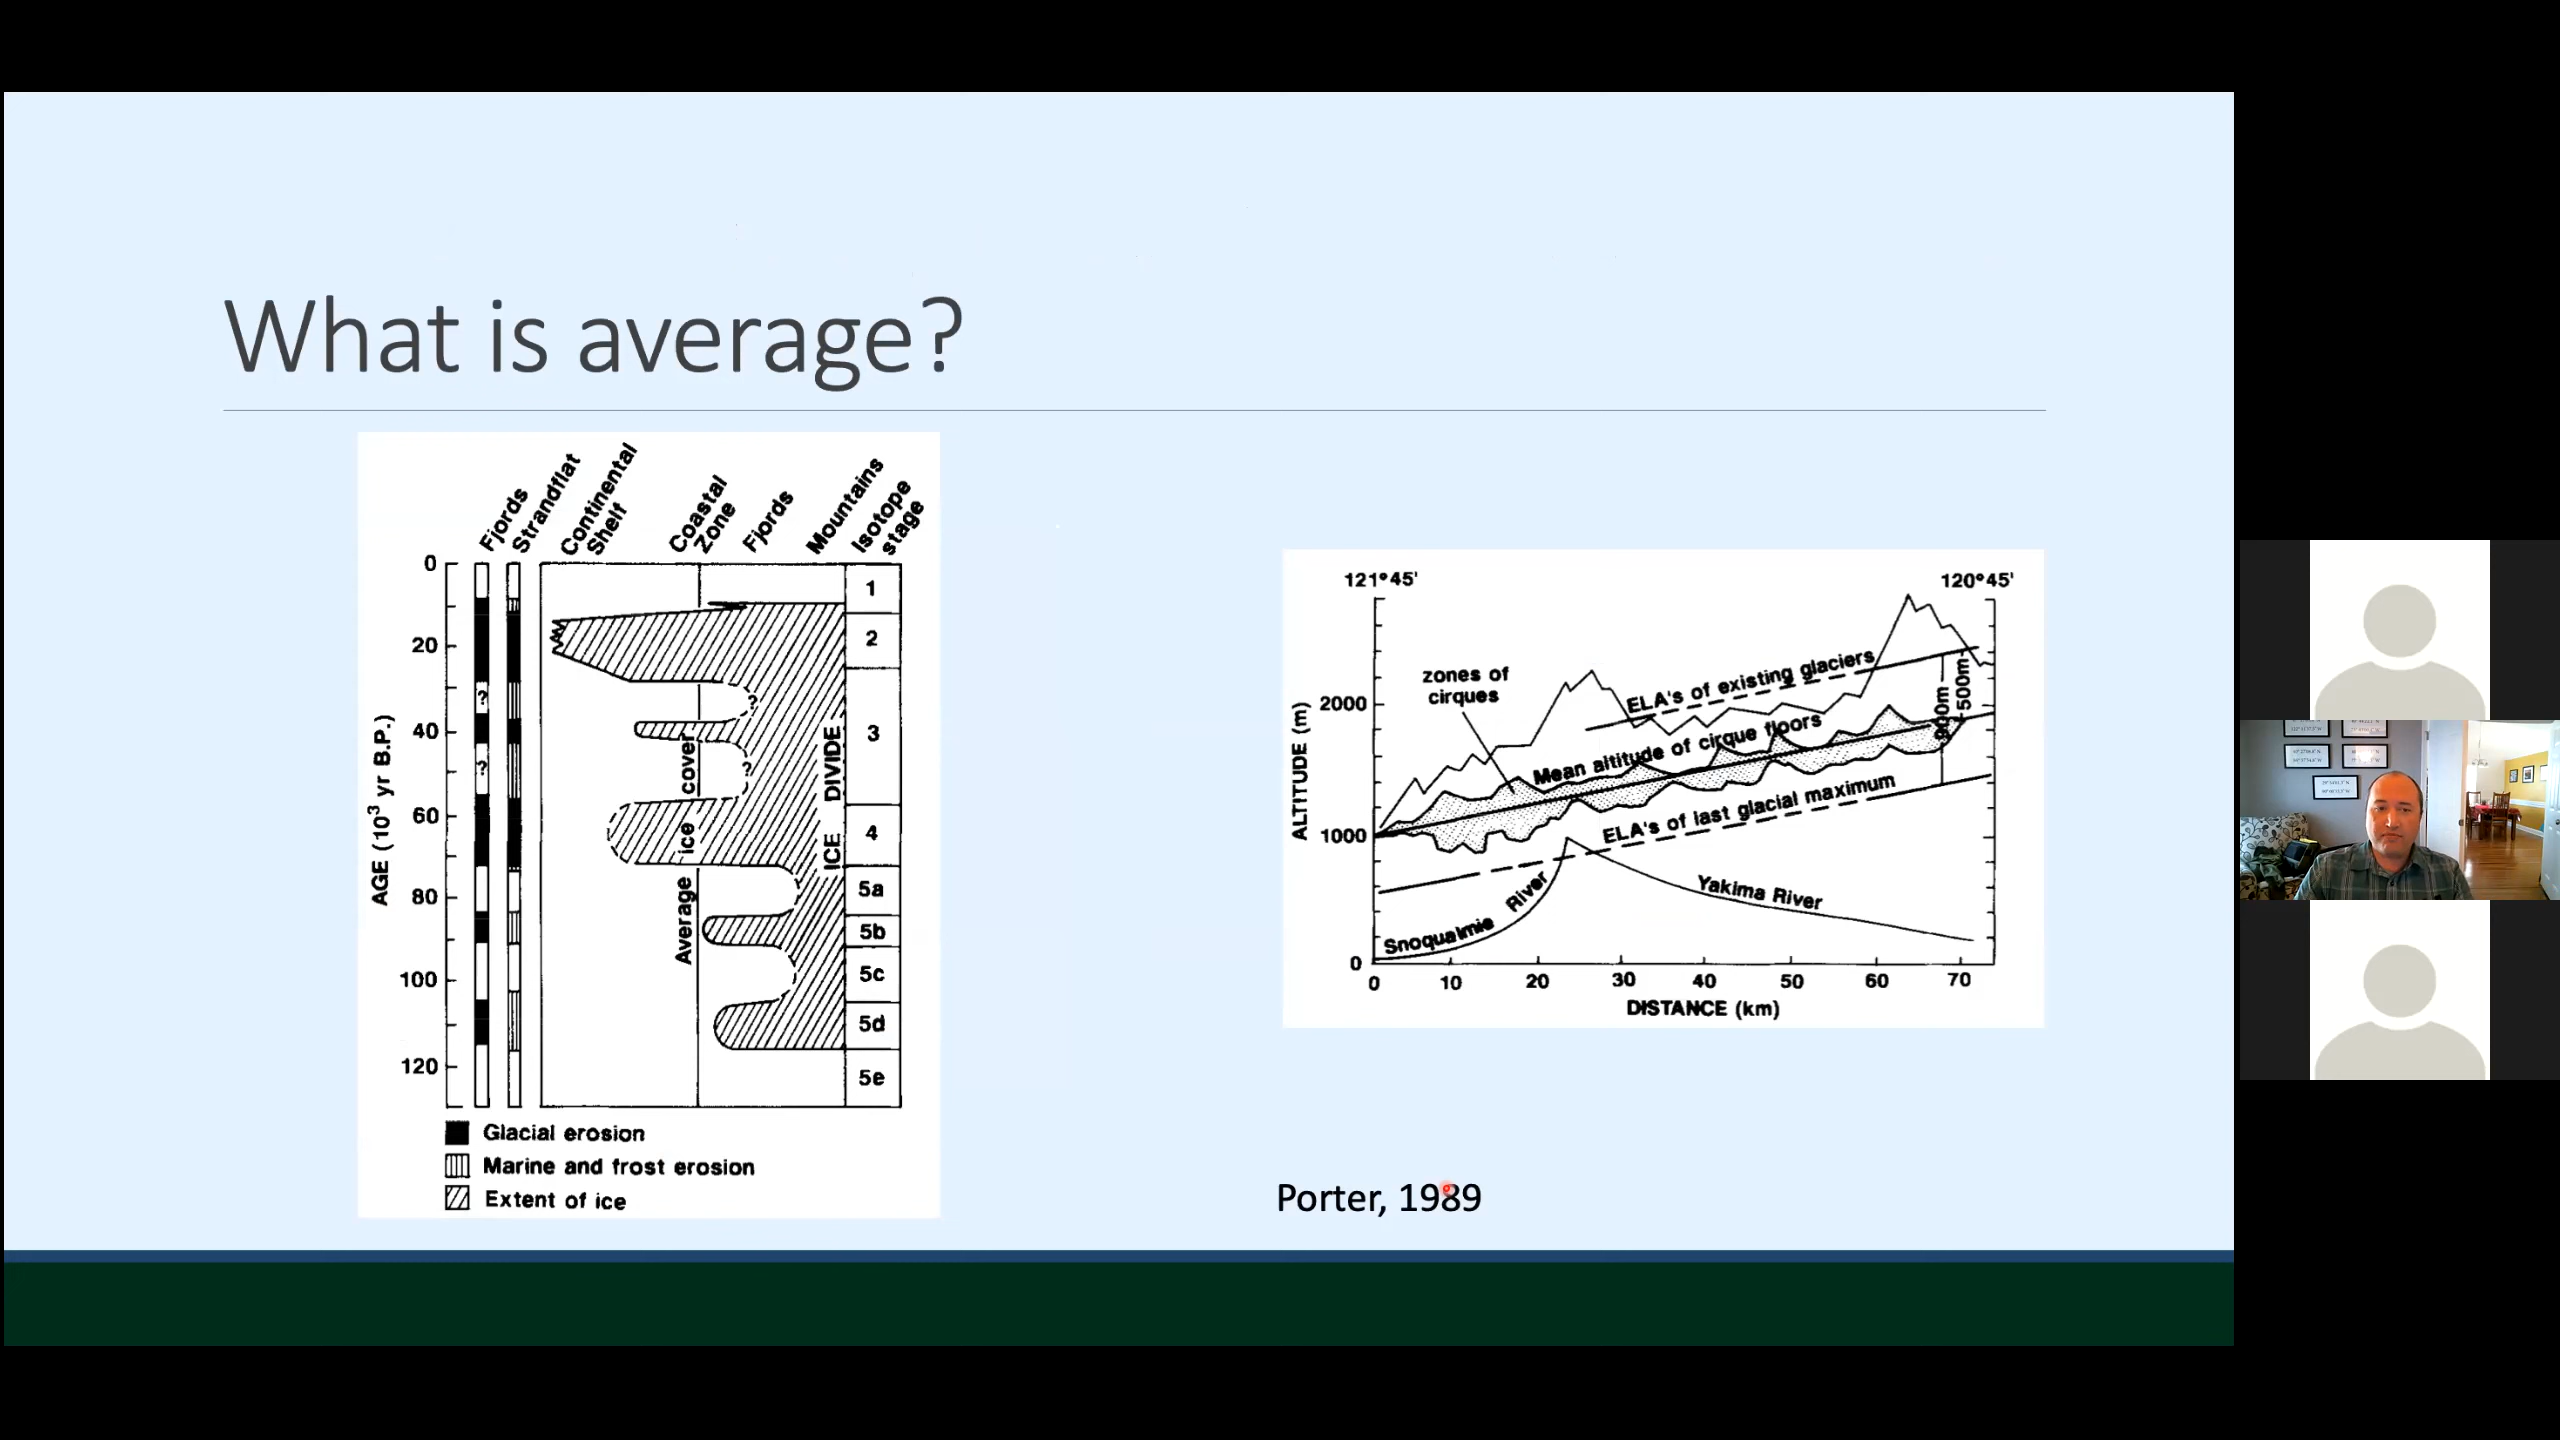 What is average?
Fjords
Strandflat
Continental
Shelf
Coastal
Zone
Fjords
Mountains
Isotope
stage
0
20
40
60
80
100
120
AGE (10³ yr B.P.)
?
?
?
?
Average ice cover
ICE DIVIDE
1
2
3
4
5a
5b
5c
5d
5e
Glacial erosion
Marine and frost erosion
Extent of ice
121°45'
120°45'
2000
1000
0
ALTITUDE (m)
zones of
cirques
ELA's of existing glaciers
Mean altitude of cirque floors
ELA's of last glacial maximum
900m
500m
Snoqualmie River
Yakima River
0
10
20
30
40
50
60
70
DISTANCE (km)
Porter, 1989